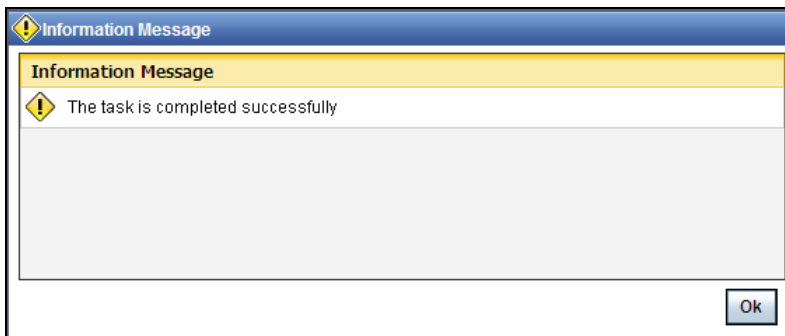 Information Message
Information Message
The task is completed successfully
Ok